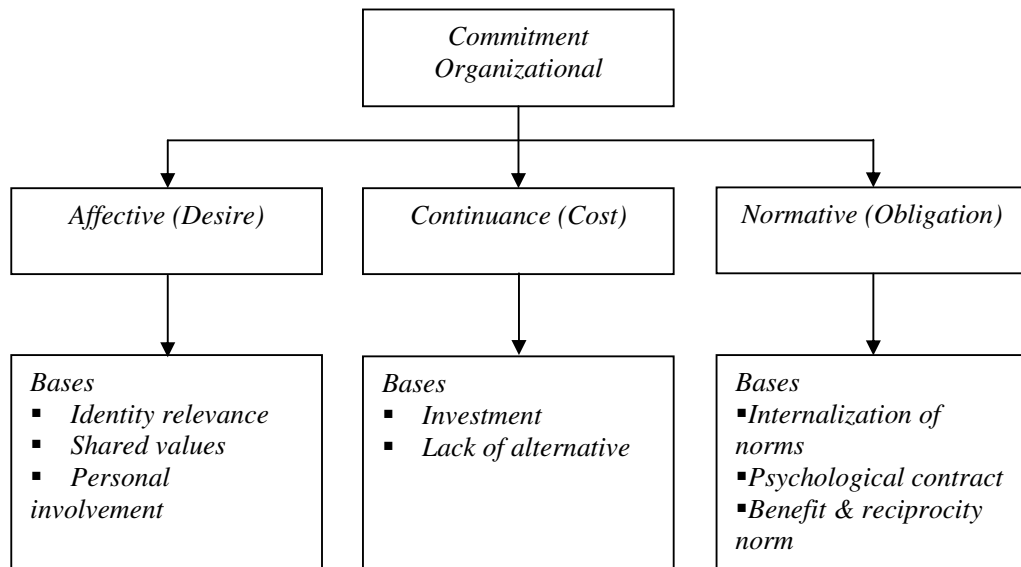 Commitment
Organizational
Affective (Desire)
Continuance (Cost)
Normative (Obligation)
Bases
▪ Identity relevance
▪ Shared values
▪ Personal
involvement
Bases
▪ Investment
▪ Lack of alternative
Bases
▪Internalization of
norms
▪Psychological contract
▪Benefit & reciprocity
norm